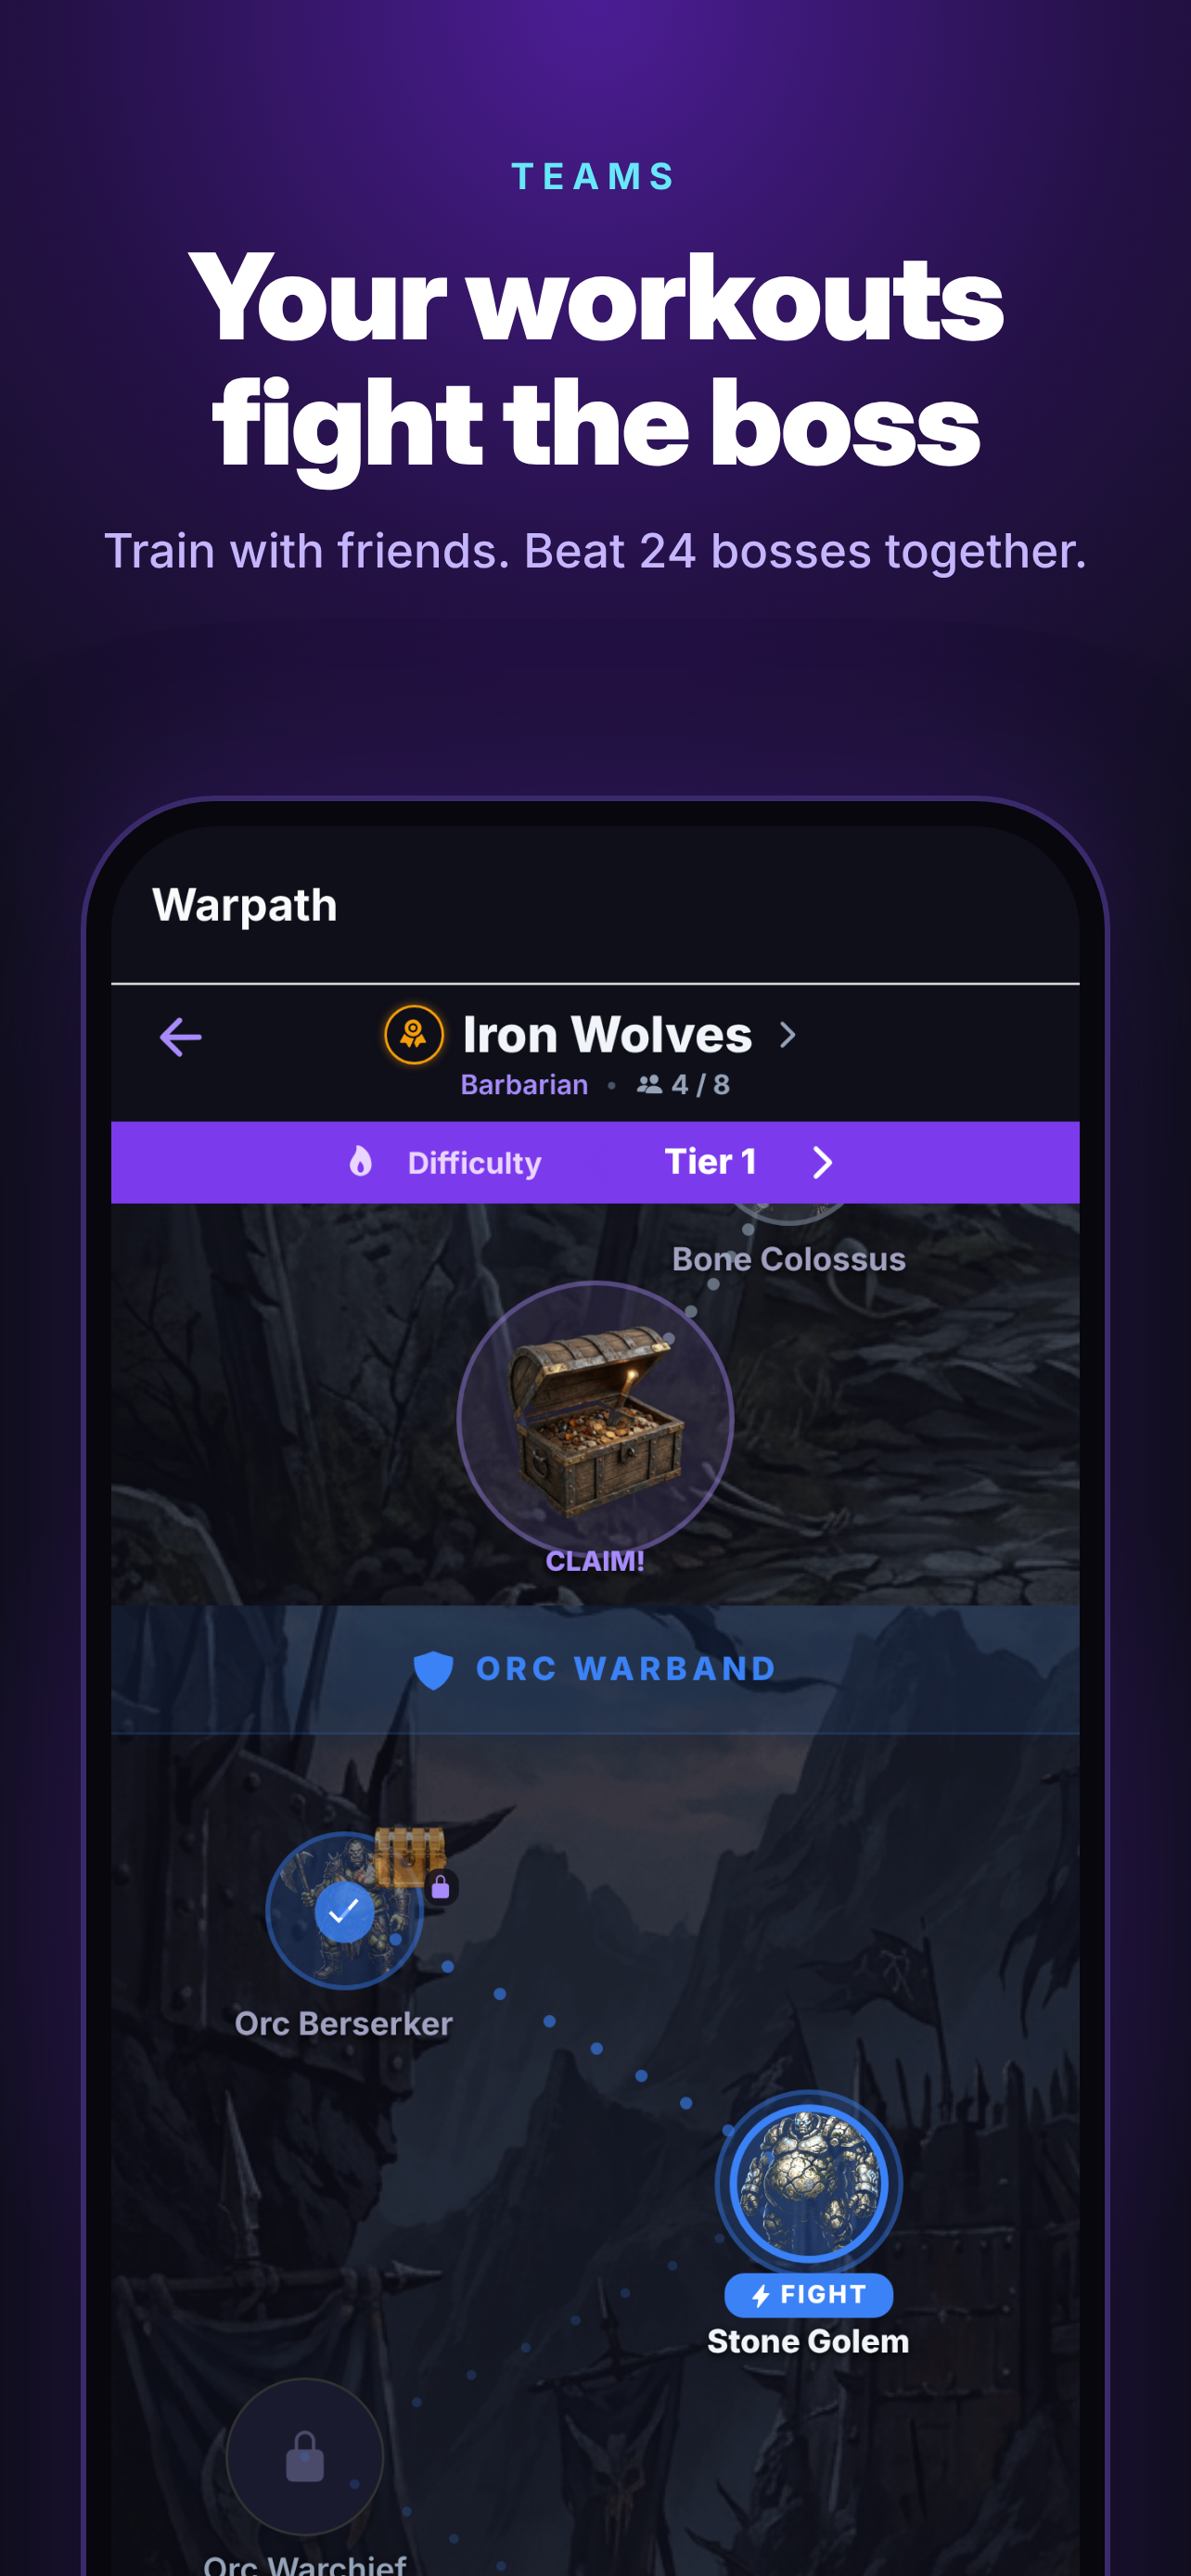 TEAMS
Your workouts
fight the boss
Train with friends. Beat 24 bosses together.
Warpath
Iron Wolves
Barbarian • 4 / 8
Difficulty Tier 1
Bone Colossus
CLAIM!
ORC WARBAND
Orc Berserker
FIGHT
Stone Golem
Orc Warchief